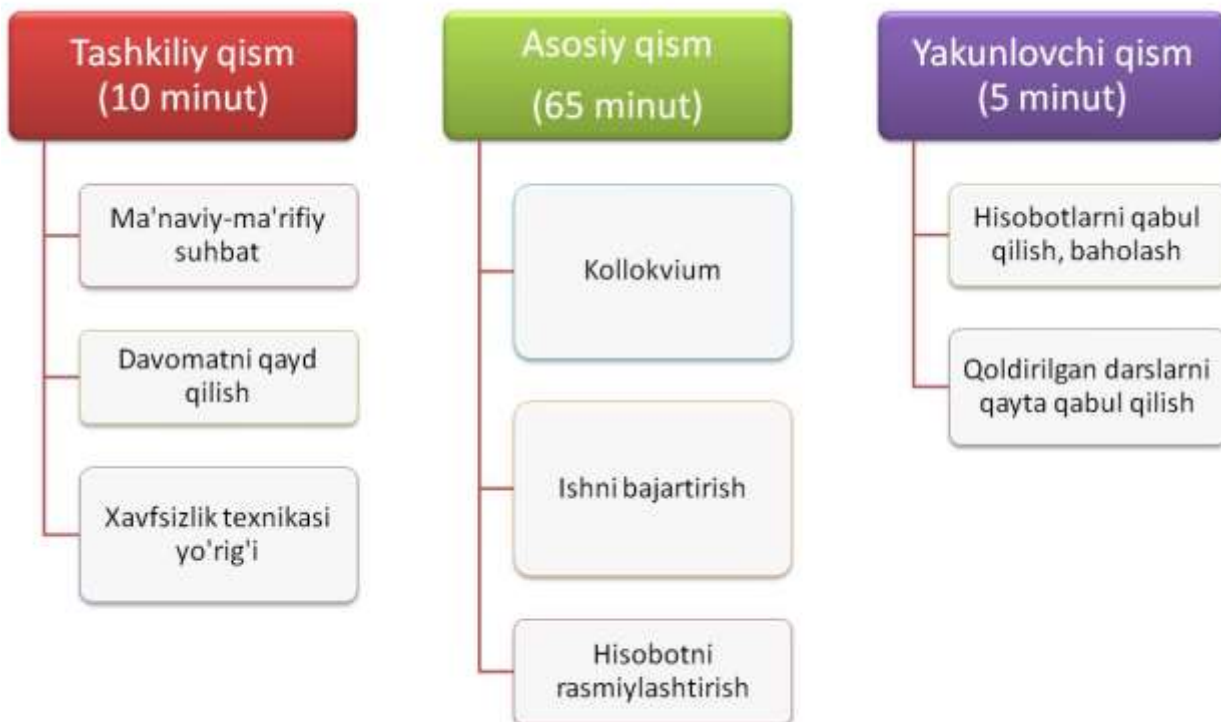 Tashkiliy qism
(10 minut)
Ma'naviy-ma'rifiy
suhbat
Davomatni qayd
qilish
Xavfsizlik texnikasi
yo'rig'i
Asosiy qism
(65 minut)
Kollokvium
Ishni bajartirish
Hisobotni
rasmiylashtirish
Yakunlovchi qism
(5 minut)
Hisobotlarni qabul
qilish, baholash
Qoldirilgan darslarni
qayta qabul qilish